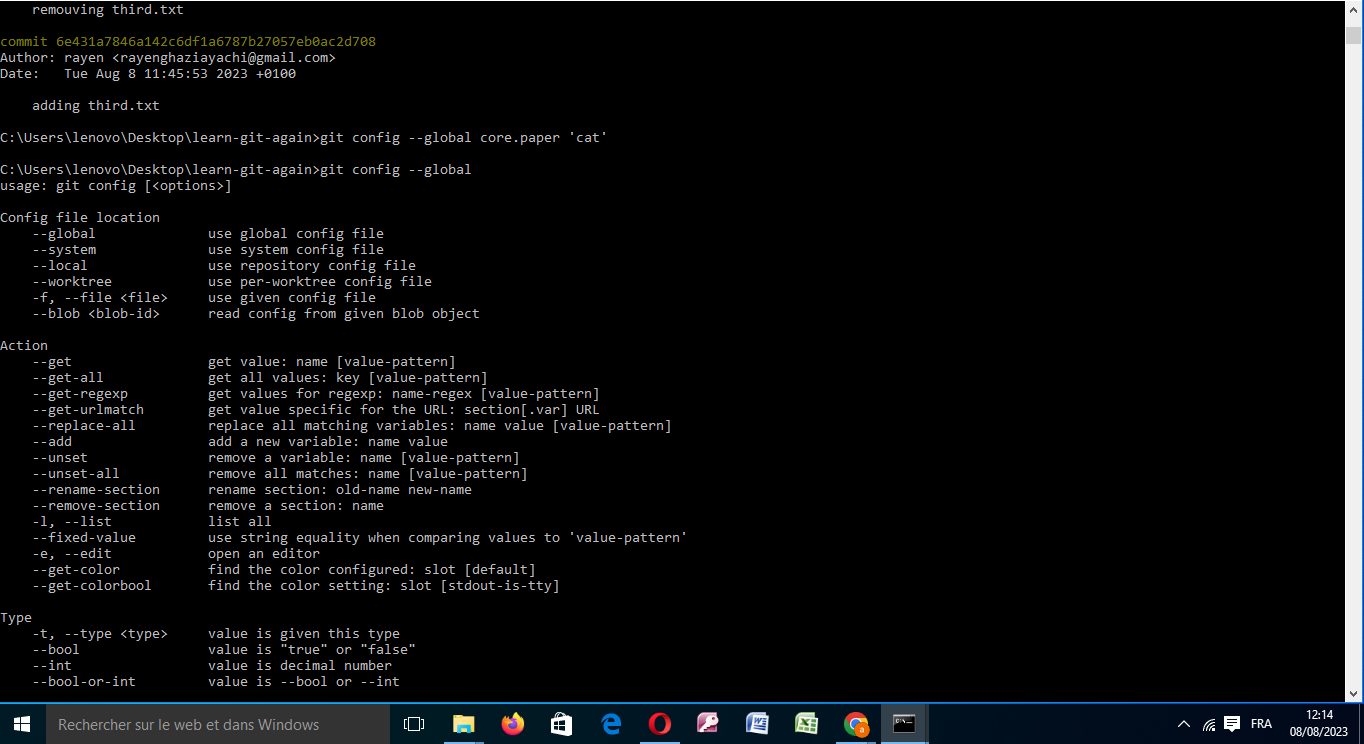 remouving third.txt
commit 6e431a7846a142c6df1a6787b27057eb0ac2d708
Author: rayen <rayenghaziayachi@gmail.com>
Date:   Tue Aug 8 11:45:53 2023 +0100
adding third.txt
C:\Users\lenovo\Desktop\learn-git-again>git config --global core.paper 'cat'
C:\Users\lenovo\Desktop\learn-git-again>git config --global
usage: git config [<options>]
Config file location
--global              use global config file
--system              use system config file
--local               use repository config file
--worktree            use per-worktree config file
-f, --file <file>     use given config file
--blob <blob-id>      read config from given blob object
Action
--get                 get value: name [value-pattern]
--get-all             get all values: key [value-pattern]
--get-regexp          get values for regexp: name-regex [value-pattern]
--get-urlmatch        get value specific for the URL: section[.var] URL
--replace-all         replace all matching variables: name value [value-pattern]
--add                 add a new variable: name value
--unset               remove a variable: name [value-pattern]
--unset-all           remove all matches: name [value-pattern]
--rename-section      rename section: old-name new-name
--remove-section      remove a section: name
-l, --list            list all
--fixed-value         use string equality when comparing values to 'value-pattern'
-e, --edit            open an editor
--get-color           find the color configured: slot [default]
--get-colorbool       find the color setting: slot [stdout-is-tty]
Type
-t, --type <type>     value is given this type
--bool                value is "true" or "false"
--int                 value is decimal number
--bool-or-int         value is --bool or --int
Rechercher sur le web et dans Windows
FRA
12:14
08/08/2023